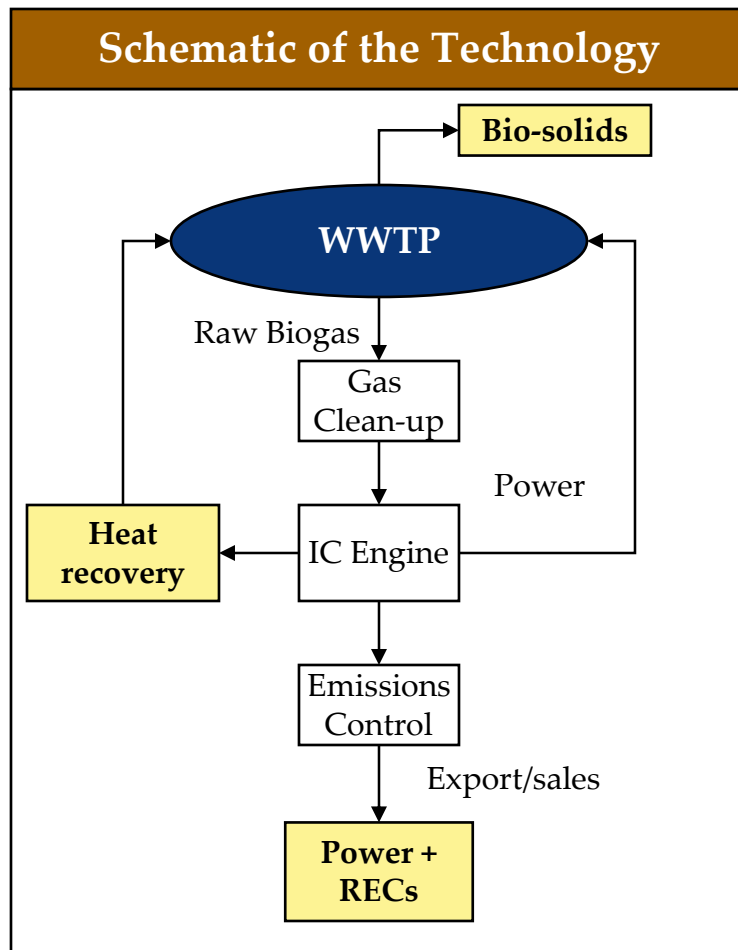 Schematic of the Technology
Bio-solids
WWTP
Raw Biogas
Gas
Clean-up
Power
Heat
recovery
IC Engine
Emissions
Control
Export/sales
Power +
RECs